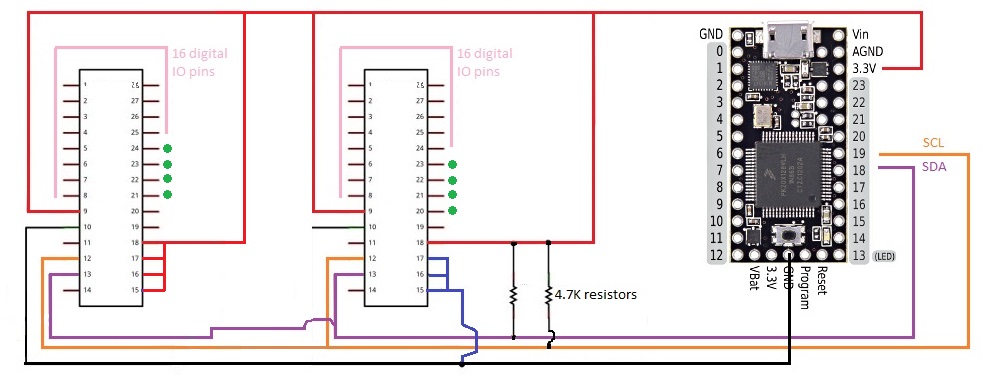 16 digital
IO pins
1 28
2 27
3 26
4 25
5 24
6 23
7 22
8 21
9 20
10 19
11 18
12 17
13 16
14 15
16 digital
IO pins
1 28
2 27
3 26
4 25
5 24
6 23
7 22
8 21
9 20
10 19
11 18
12 17
13 16
14 15
4.7K resistors
GND Vin
0 AGND
1 3.3V
2 23
3 22
4 21
5 20
6 19
7 18
8 17
9 16
10 15
11 14
12 13 (LED)
VBat
3.3V
GND
Program
Reset
SCL
SDA